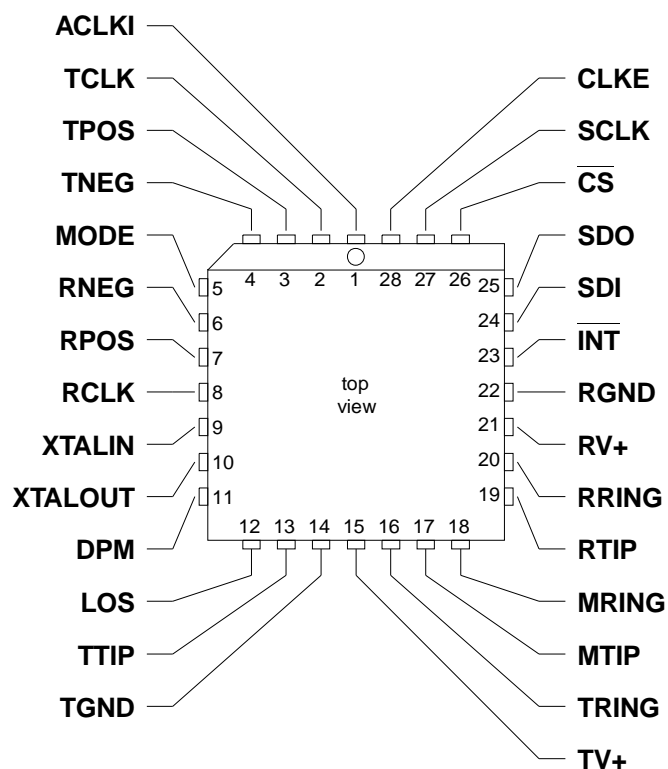 ACLKI
TCLK
TPOS
TNEG
MODE
RNEG
RPOS
RCLK
XTALIN
XTALOUT
DPM
LOS
TTIP
TGND
CLKE
SCLK
C̅S̅
SDO
SDI
I̅N̅T̅
RGND
RV+
RRING
RTIP
MRING
MTIP
TRING
TV+
4 3 2 1 28 27 26
5
6
7
8
9
10
11
25
24
23
22
21
20
19
12 13 14 15 16 17 18
top
view